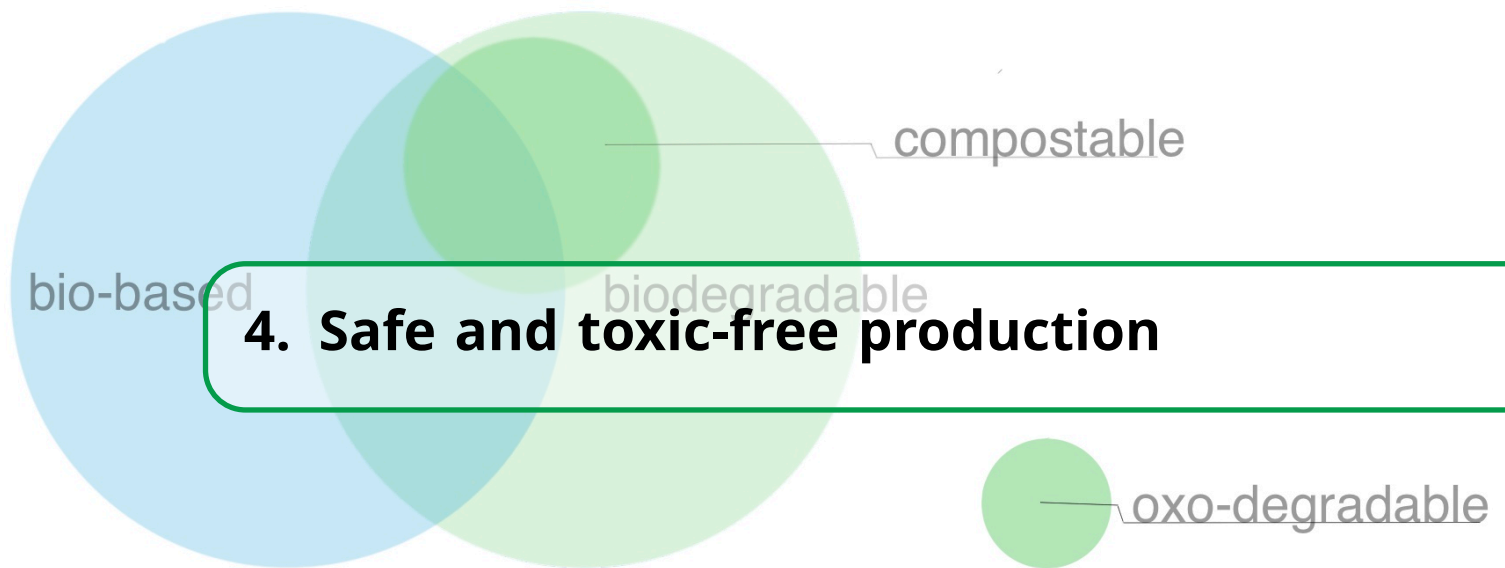 compostable
bio-based
biodegradable
4. Safe and toxic-free production
oxo-degradable